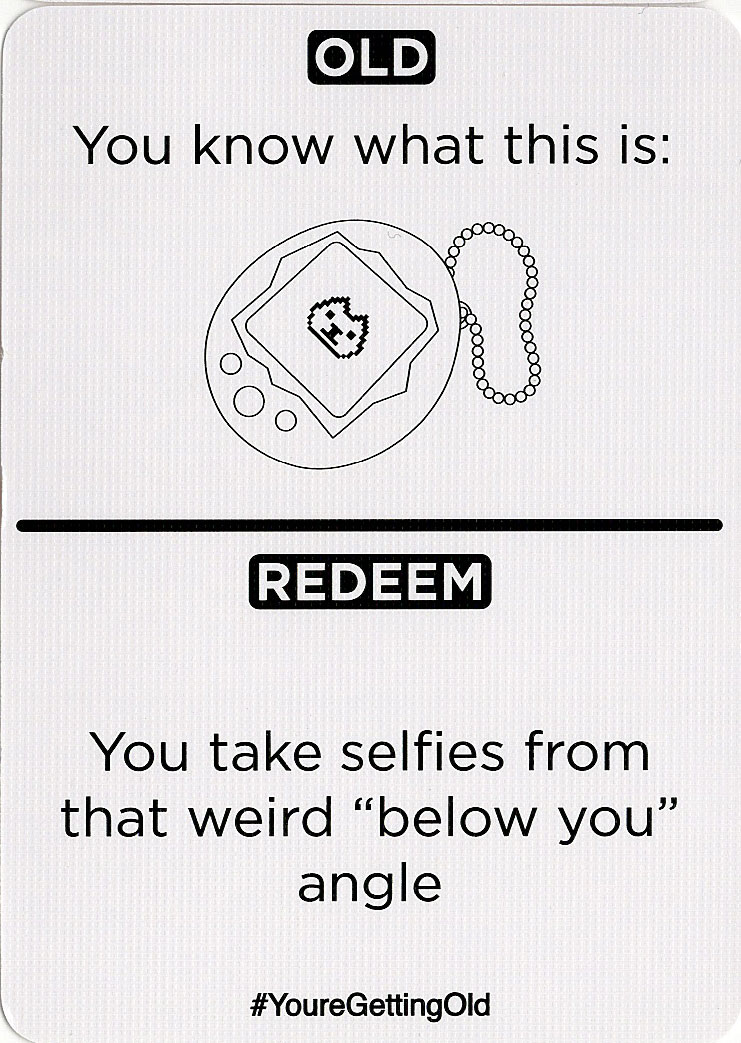 OLD
You know what this is:
REDEEM
You take selfies from
that weird “below you”
angle
#YoureGettingOld